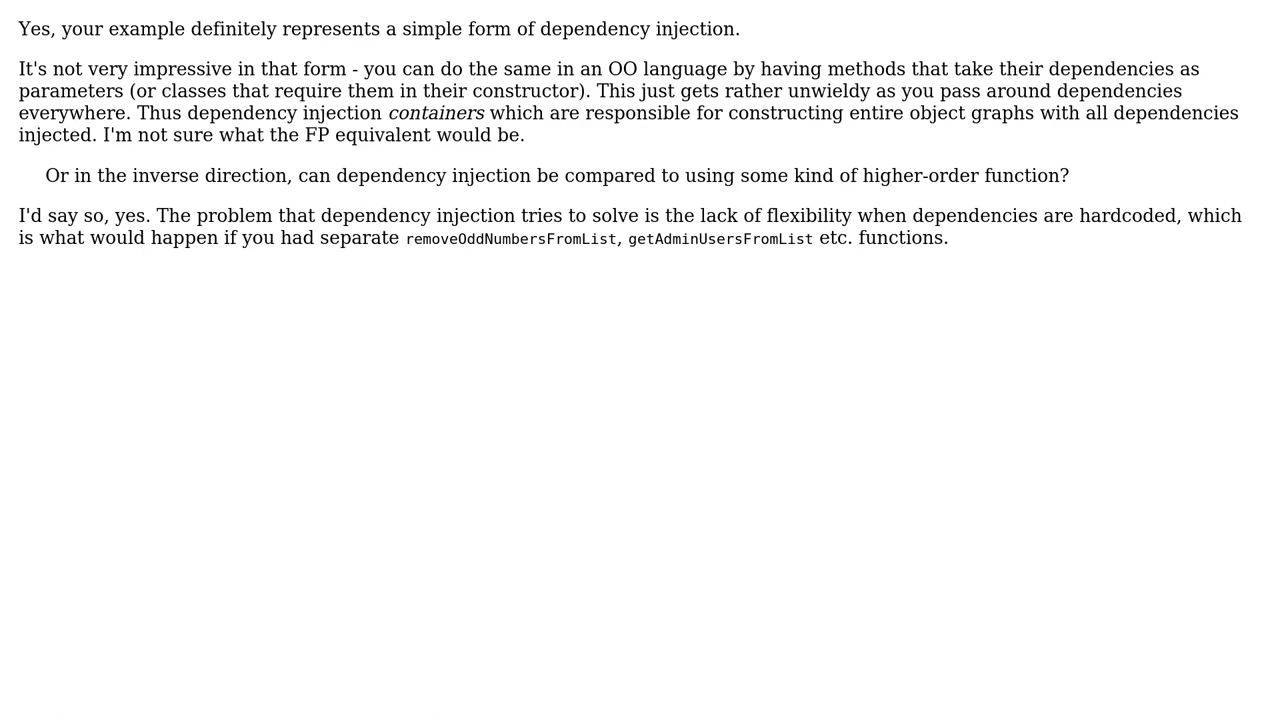 Yes, your example definitely represents a simple form of dependency injection.
It's not very impressive in that form - you can do the same in an OO language by having methods that take their dependencies as
parameters (or classes that require them in their constructor). This just gets rather unwieldy as you pass around dependencies
everywhere. Thus dependency injection containers which are responsible for constructing entire object graphs with all dependencies
injected. I'm not sure what the FP equivalent would be.
Or in the inverse direction, can dependency injection be compared to using some kind of higher-order function?
I'd say so, yes. The problem that dependency injection tries to solve is the lack of flexibility when dependencies are hardcoded, which
is what would happen if you had separate removeOddNumbersFromList, getAdminUsersFromList etc. functions.